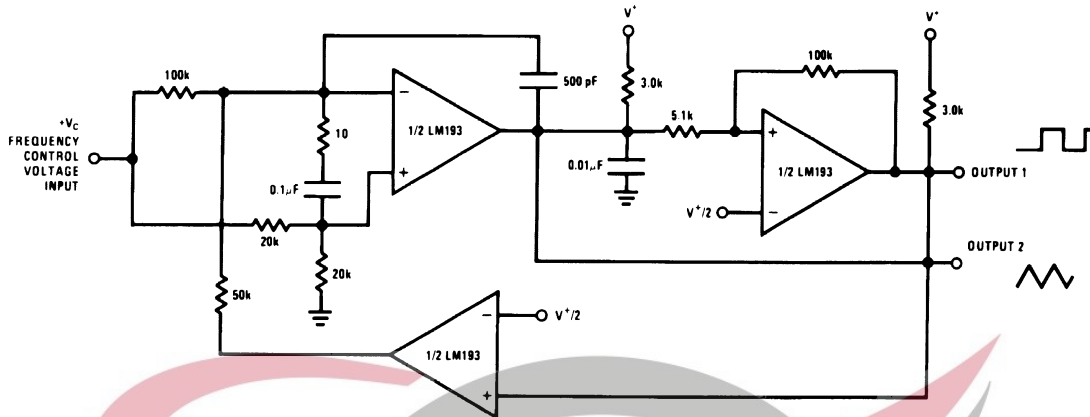 V⁺
V⁺
100k
100k
500 pF
3.0k
3.0k
5.1k
+VC
FREQUENCY
CONTROL
VOLTAGE
INPUT
−
+
1/2 LM193
10
0.1μF
0.01μF
+
−
1/2 LM193
V⁺/2
OUTPUT 1
20k
20k
OUTPUT 2
50k
−
+
1/2 LM193
V⁺/2